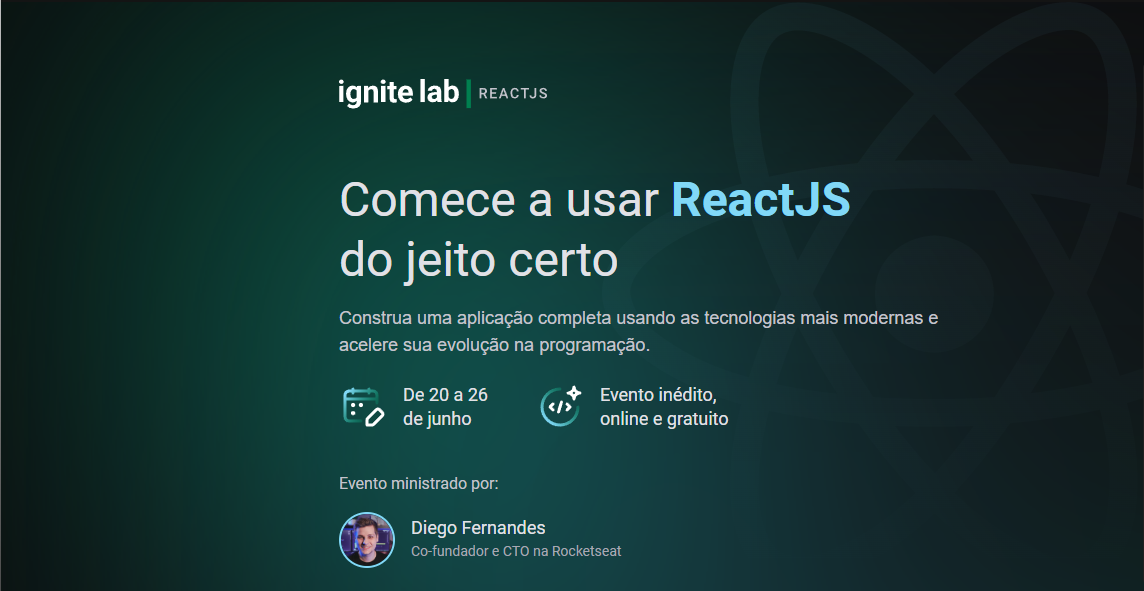 ignite lab | REACTJS
Comece a usar ReactJS
do jeito certo
Construa uma aplicação completa usando as tecnologias mais modernas e
acelere sua evolução na programação.
De 20 a 26
de junho
Evento inédito,
online e gratuito
Evento ministrado por:
Diego Fernandes
Co-fundador e CTO na Rocketseat